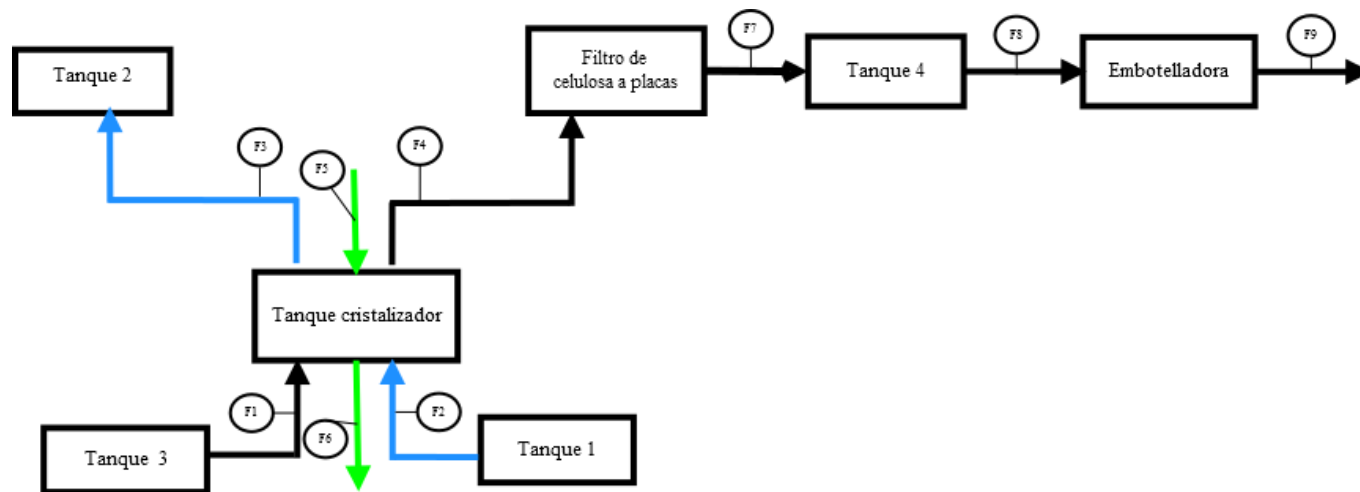 F7
F8
F9
Tanque 2
Filtro de
celulosa a placas
Tanque 4
Embotelladora
F3
F5
F4
Tanque cristalizador
F1
F6
F2
Tanque 3
Tanque 1